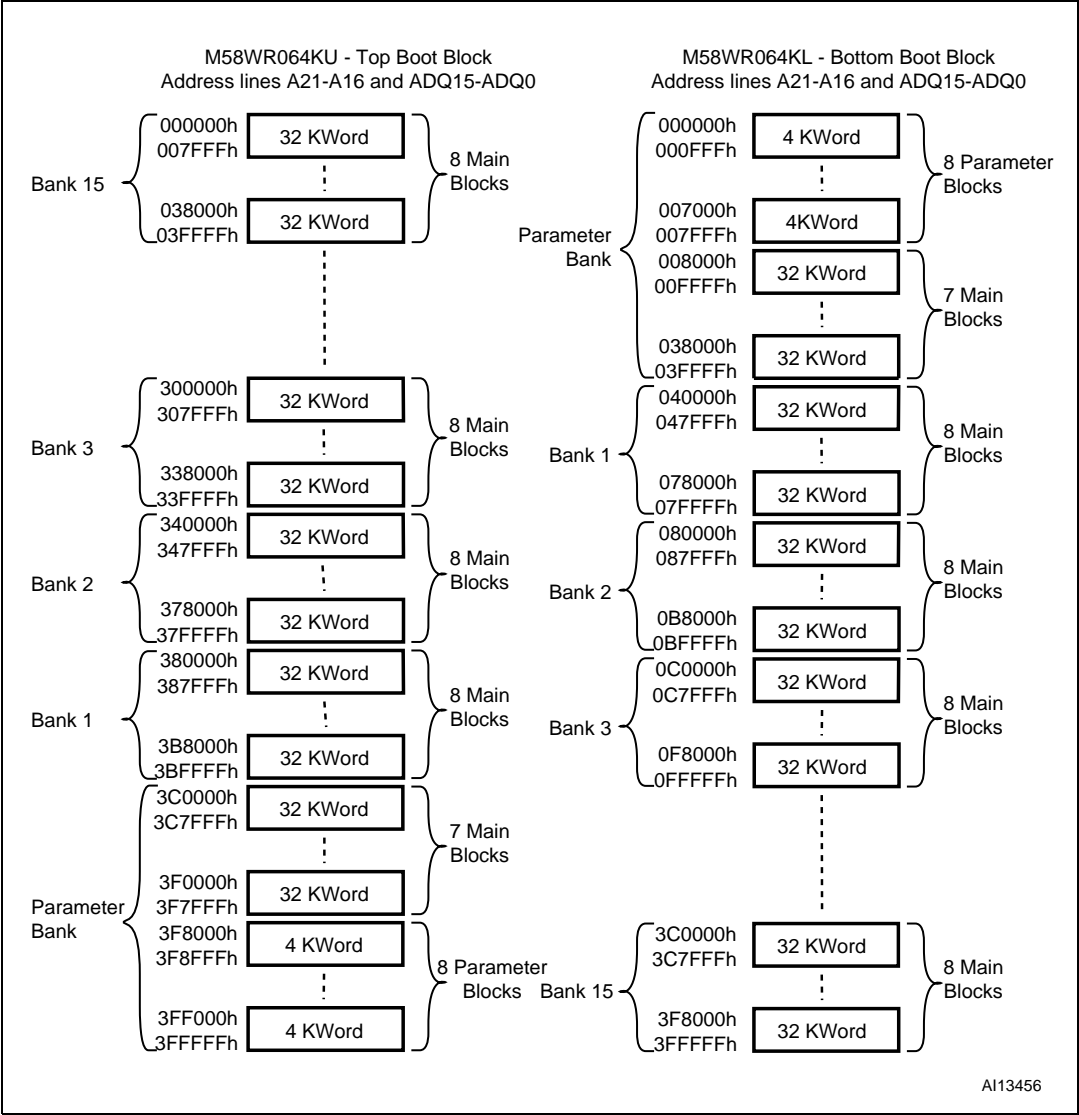 M58WR064KU - Top Boot Block
Address lines A21-A16 and ADQ15-ADQ0
000000h
007FFFh
32 KWord
Bank 15
8 Main
Blocks
038000h
03FFFFh
32 KWord
300000h
307FFFh
32 KWord
Bank 3
8 Main
Blocks
338000h
33FFFFh
32 KWord
340000h
347FFFh
32 KWord
Bank 2
8 Main
Blocks
378000h
37FFFFh
32 KWord
380000h
387FFFh
32 KWord
Bank 1
8 Main
Blocks
3B8000h
3BFFFFh
32 KWord
3C0000h
3C7FFFh
32 KWord
7 Main
Blocks
3F0000h
3F7FFFh
32 KWord
Parameter
Bank
3F8000h
3F8FFFh
4 KWord
8 Parameter
Blocks
3FF000h
3FFFFFh
4 KWord
M58WR064KL - Bottom Boot Block
Address lines A21-A16 and ADQ15-ADQ0
000000h
000FFFh
4 KWord
8 Parameter
Blocks
007000h
007FFFh
4KWord
Parameter
Bank
008000h
00FFFFh
32 KWord
7 Main
Blocks
038000h
03FFFFh
32 KWord
040000h
047FFFh
32 KWord
Bank 1
8 Main
Blocks
078000h
07FFFFh
32 KWord
080000h
087FFFh
32 KWord
Bank 2
8 Main
Blocks
0B8000h
0BFFFFh
32 KWord
0C0000h
0C7FFFh
32 KWord
Bank 3
8 Main
Blocks
0F8000h
0FFFFFh
32 KWord
3C0000h
3C7FFFh
32 KWord
Bank 15
8 Main
Blocks
3F8000h
3FFFFFh
32 KWord
AI13456